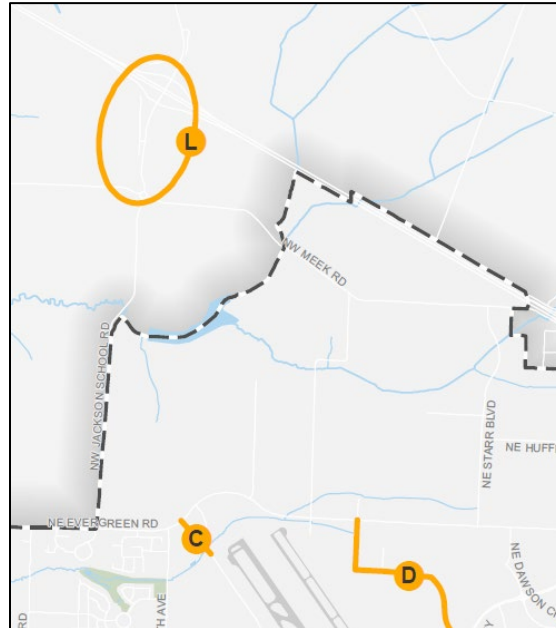 L
NW MEEK RD
NW JACKSON SCHOOL RD
NE STARR BLVD
NE HUFF
NE EVERGREEN RD
C
D
NE DAWSON C
TH AVE
RD